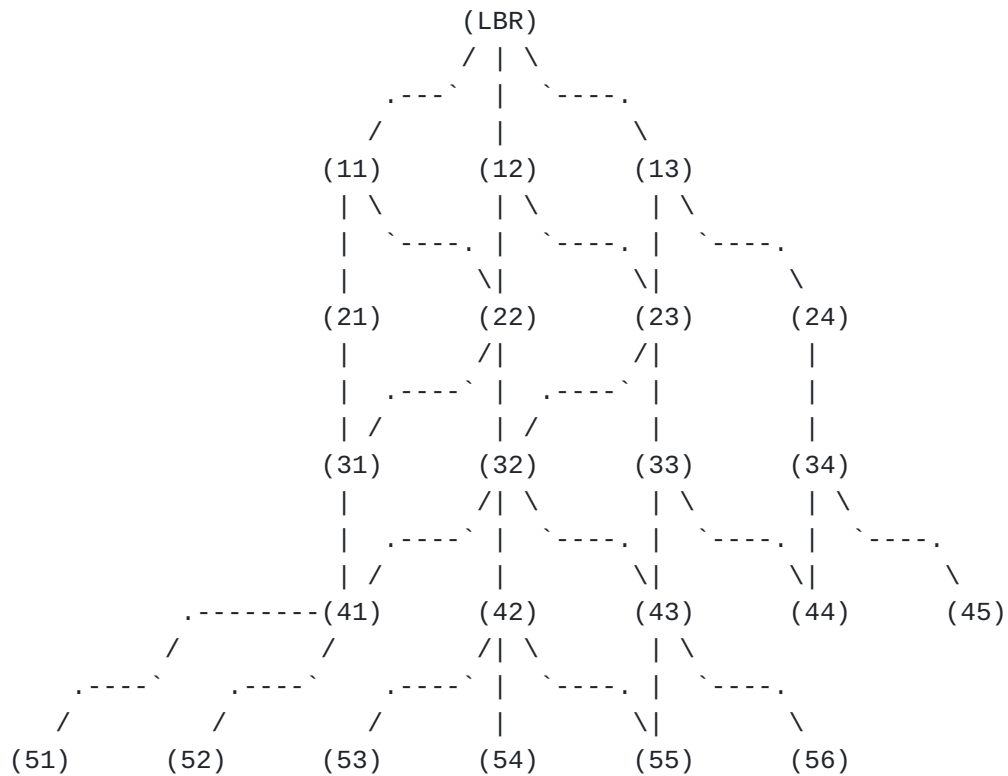 (LBR)
/ | \
.---` | `----.
/ | \
(11) (12) (13)
| \ | \ | \
| `----. | `----. | `----.
| \| \| \
(21) (22) (23) (24)
| /| /| |
| .----` | .----` | |
| / | / | |
(31) (32) (33) (34)
| /| \ | \ | \
| .----` | `----. | `----. | `----.
| / | \| \| \
.--------(41) (42) (43) (44) (45)
/ / /| \ | \
.----` .----` .----` | `----. | `----.
/ / / | \| \
(51) (52) (53) (54) (55) (56)